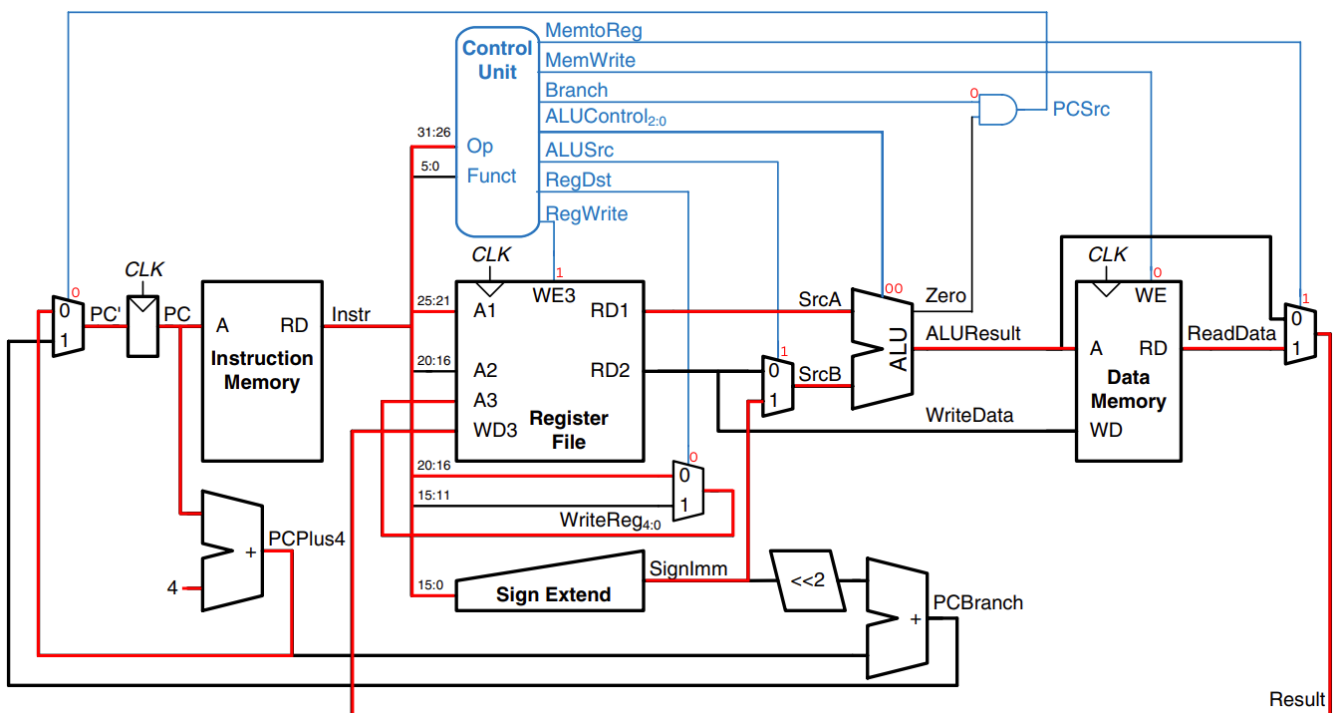 MemtoReg
Control
Unit
MemWrite
Branch
0
ALUControl2:0
PCSrc
31:26
Op
ALUSrc
5:0
Funct
RegDst
RegWrite
CLK
CLK
CLK
0
1
0
1
WE3
00
WE
0
PC'
PC
A
RD
Instr
25:21
A1
RD1
SrcA
Zero
0
1
Instruction
Memory
ALU
ALUResult
A
RD
ReadData
1
20:16
A2
RD2
1
0
SrcB
1
Data
Memory
A3
Register
File
WriteData
WD3
WD
20:16
0
0
15:11
1
WriteReg4:0
PCPlus4
+
4
15:0
Sign Extend
SignImm
<<2
PCBranch
+
Result